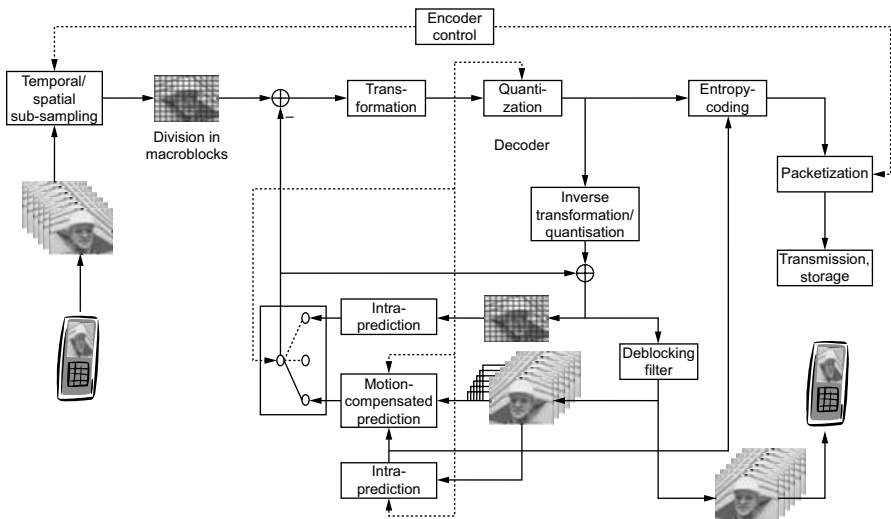 Encoder
control
Temporal/
spatial
sub-sampling
Division in
macroblocks
–
Trans-
formation
Quanti-
zation
Entropy-
coding
Decoder
Packetization
Inverse
transformation/
quantisation
Transmission,
storage
Intra-
prediction
Deblocking
filter
Motion-
compensated
prediction
Intra-
prediction